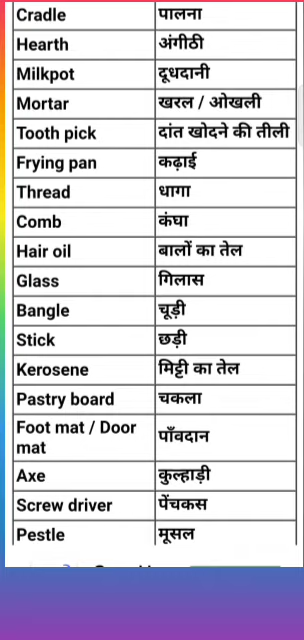 Cradle पालना
Hearth अंगीठी
Milkpot दूधदानी
Mortar खरल / ओखली
Tooth pick दांत खोदने की तीली
Frying pan कढ़ाई
Thread धागा
Comb कंघा
Hair oil बालों का तेल
Glass गिलास
Bangle चूड़ी
Stick छड़ी
Kerosene मिट्टी का तेल
Pastry board चकला
Foot mat / Door
mat पाँवदान
Axe कुल्हाड़ी
Screw driver पेंचकस
Pestle मूसल